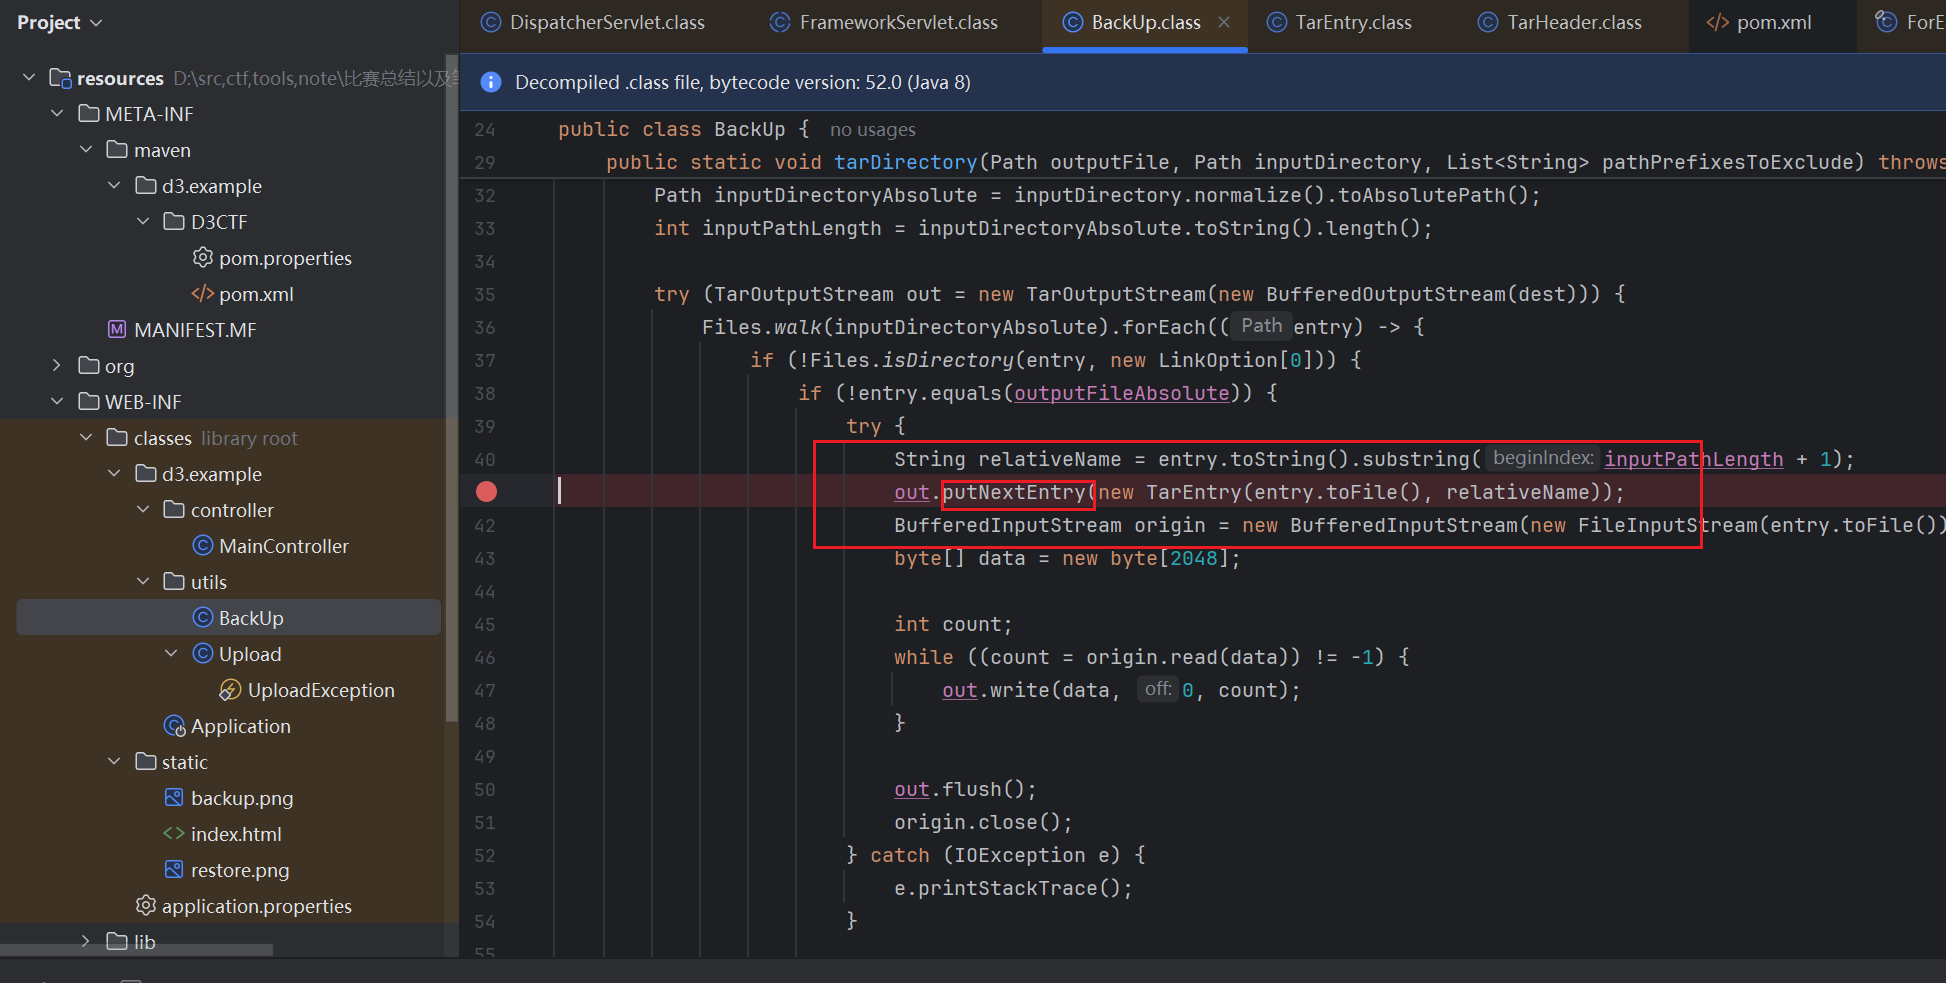 Project
DispatcherServlet.class
FrameworkServlet.class
BackUp.class
TarEntry.class
TarHeader.class
pom.xml
ForE
resources D:\src,ctf,tools,note\比赛总结以及
META-INF
maven
d3.example
D3CTF
pom.properties
pom.xml
MANIFEST.MF
org
WEB-INF
classes library root
d3.example
controller
MainController
utils
BackUp
Upload
UploadException
Application
static
backup.png
index.html
restore.png
application.properties
lib
Decompiled .class file, bytecode version: 52.0 (Java 8)
24 public class BackUp { no usages
29 public static void tarDirectory(Path outputFile, Path inputDirectory, List<String> pathPrefixesToExclude) throws
32 Path inputDirectoryAbsolute = inputDirectory.normalize().toAbsolutePath();
33 int inputPathLength = inputDirectoryAbsolute.toString().length();
34
35 try (TarOutputStream out = new TarOutputStream(new BufferedOutputStream(dest))) {
36 Files.walk(inputDirectoryAbsolute).forEach(( Path entry) -> {
37 if (!Files.isDirectory(entry, new LinkOption[0])) {
38 if (!entry.equals(outputFileAbsolute)) {
39 try {
40 String relativeName = entry.toString().substring( beginIndex: inputPathLength + 1);
out.putNextEntry(new TarEntry(entry.toFile(), relativeName));
42 BufferedInputStream origin = new BufferedInputStream(new FileInputStream(entry.toFile())
43 byte[] data = new byte[2048];
44
45 int count;
46 while ((count = origin.read(data)) != -1) {
47 out.write(data, off: 0, count);
48 }
49
50 out.flush();
51 origin.close();
52 } catch (IOException e) {
53 e.printStackTrace();
54 }
55